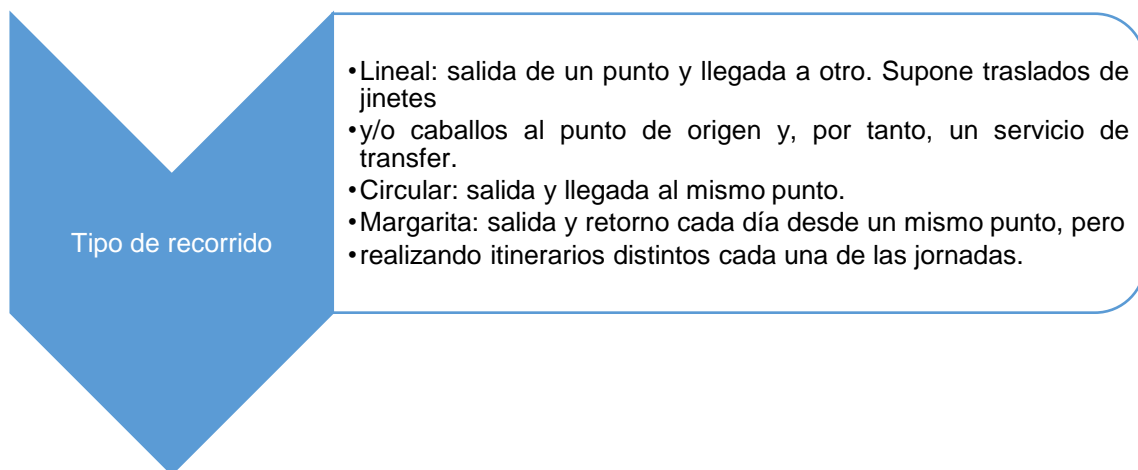 Tipo de recorrido
•Lineal: salida de un punto y llegada a otro. Supone traslados de
jinetes
•y/o caballos al punto de origen y, por tanto, un servicio de
transfer.
•Circular: salida y llegada al mismo punto.
•Margarita: salida y retorno cada día desde un mismo punto, pero
•realizando itinerarios distintos cada una de las jornadas.